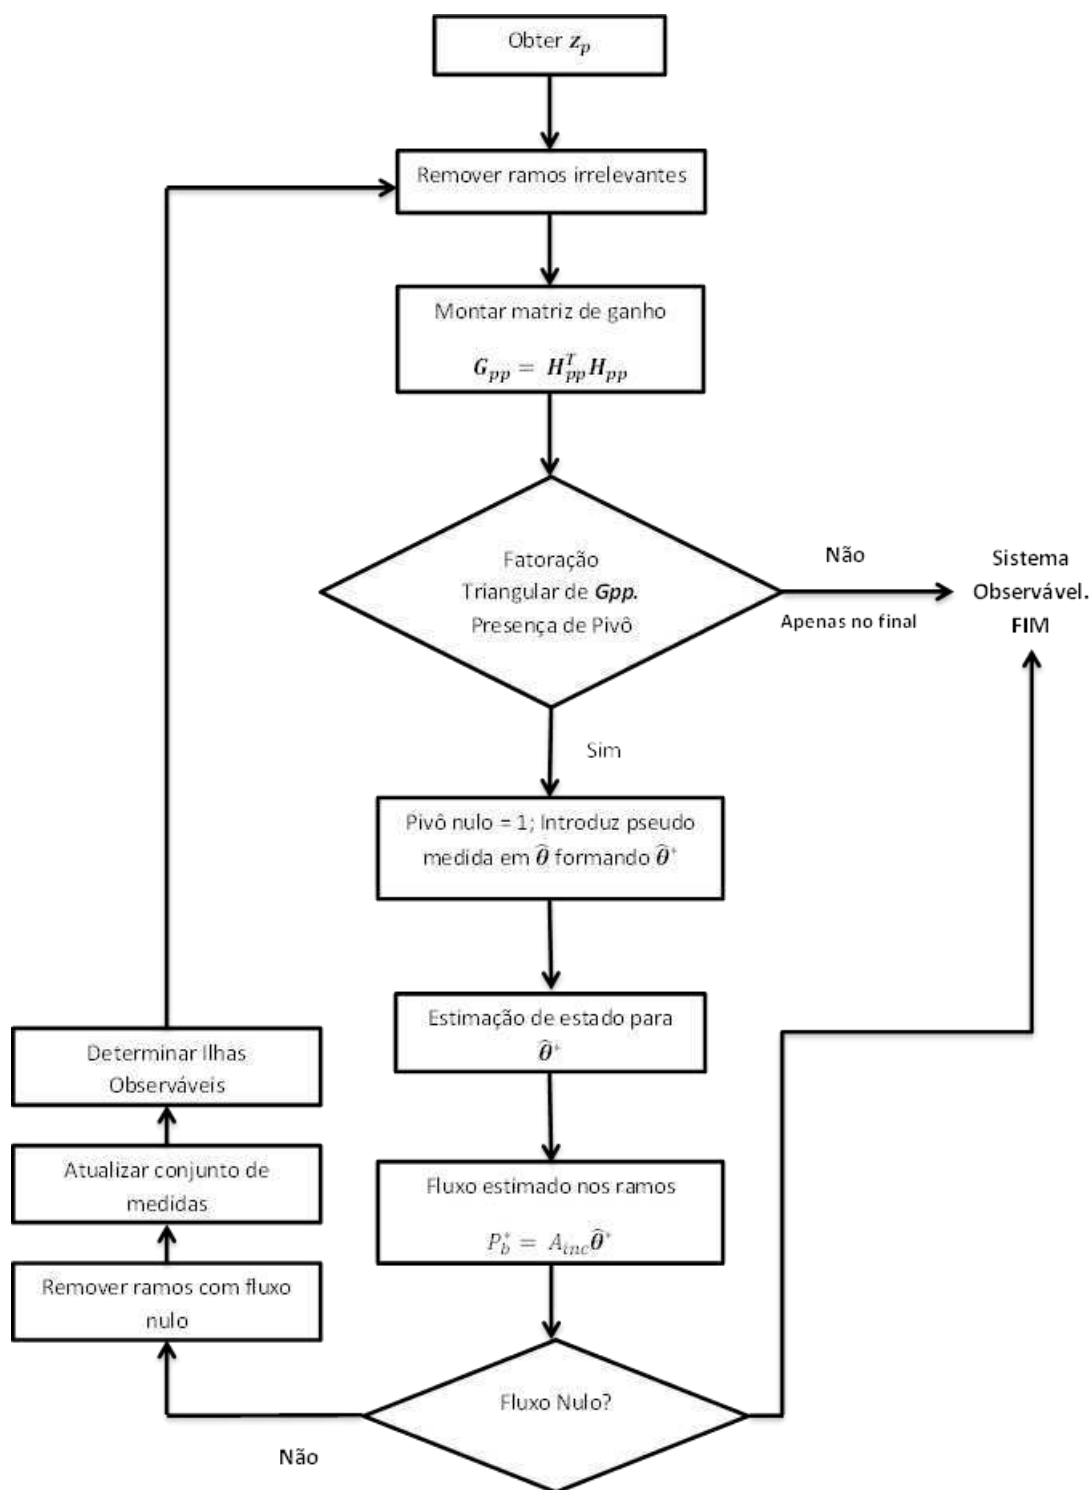 Obter z_p
Remover ramos irrelevantes
Montar matriz de ganho
G_pp = H_pp^T H_pp
Fatoração
Triangular de Gpp.
Presença de Pivô
Não
Apenas no final
Sistema
Observável.
FIM
Sim
Pivô nulo = 1; Introduz pseudo
medida em θ̂ formando θ̂*
Estimação de estado para
θ̂*
Fluxo estimado nos ramos
P_b^* = A_inc θ̂*
Fluxo Nulo?
Não
Remover ramos com fluxo
nulo
Atualizar conjunto de
medidas
Determinar Ilhas
Observáveis